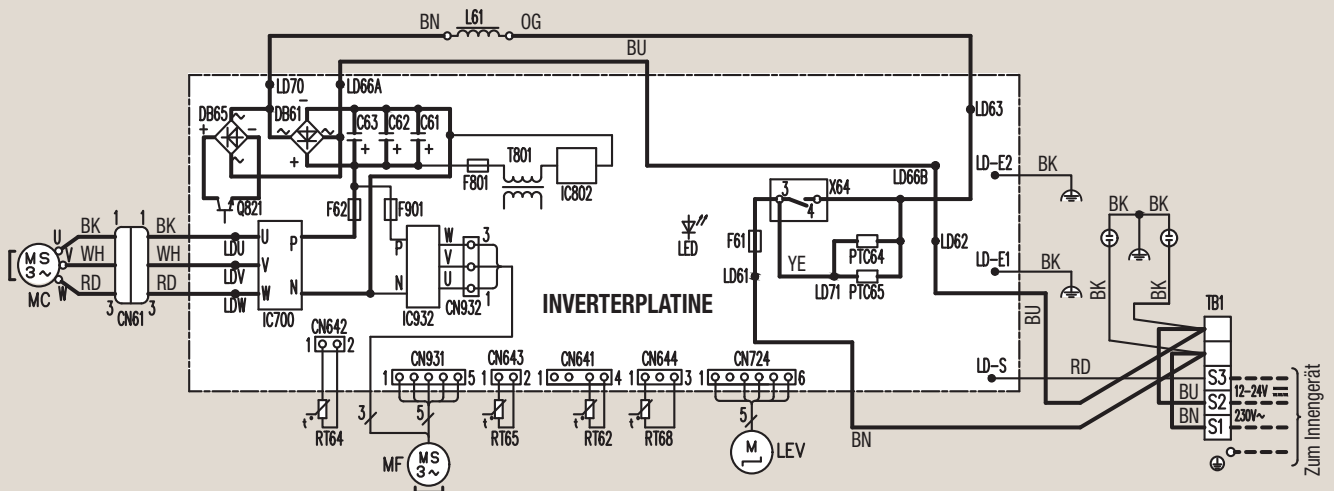 BN L61 OG
BU
LD70 LD66A
DB65 DB61
C63 C62 C61
~ ~ ~ ~
+ - - +
+ + +
F801 T801 IC802
Q821 F62 F901
LD63
LD-E2 BK
LD66B
3 4 X64
LED
F61 LD61 YE
PTC64
LD71 PTC65
LD62
LD-E1 BK
BK BK
BK BK
U V W
MS 3~ MC
BK WH RD
1 1
3 3
CN61
BK WH RD
LDU LDV LDW
U V W P N
IC700
P N W V U
IC932
3 1
CN932
INVERTERPLATINE
BU
TB1
CN642
1 2
t° RT64
CN931
1 5
3 5
MF MS 3~
CN643
1 2
t° RT65
CN641
1 4
t° RT62
CN644
1 3
t° RT68
CN724
1 6
5
M LEV
LD-S RD
BN
S3
BU S2 12-24V
BN S1 230V~
Zum Innengerät